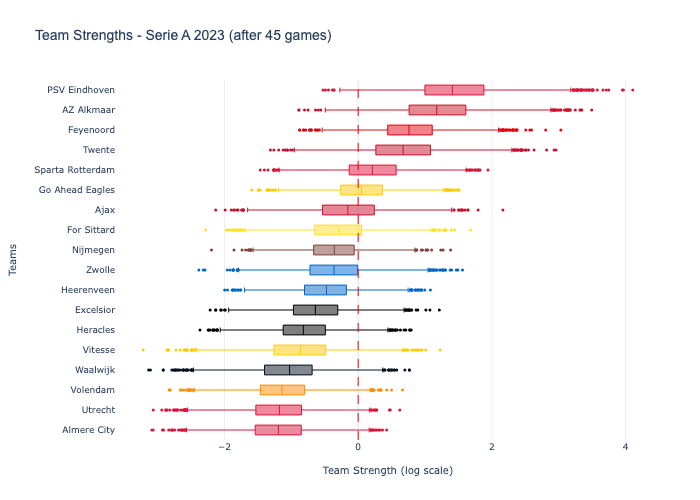 Team Strengths - Serie A 2023 (after 45 games)
PSV Eindhoven
AZ Alkmaar
Feyenoord
Twente
Sparta Rotterdam
Go Ahead Eagles
Ajax
For Sittard
Nijmegen
Zwolle
Heerenveen
Excelsior
Heracles
Vitesse
Waalwijk
Volendam
Utrecht
Almere City
Teams
−2
0
2
4
Team Strength (log scale)